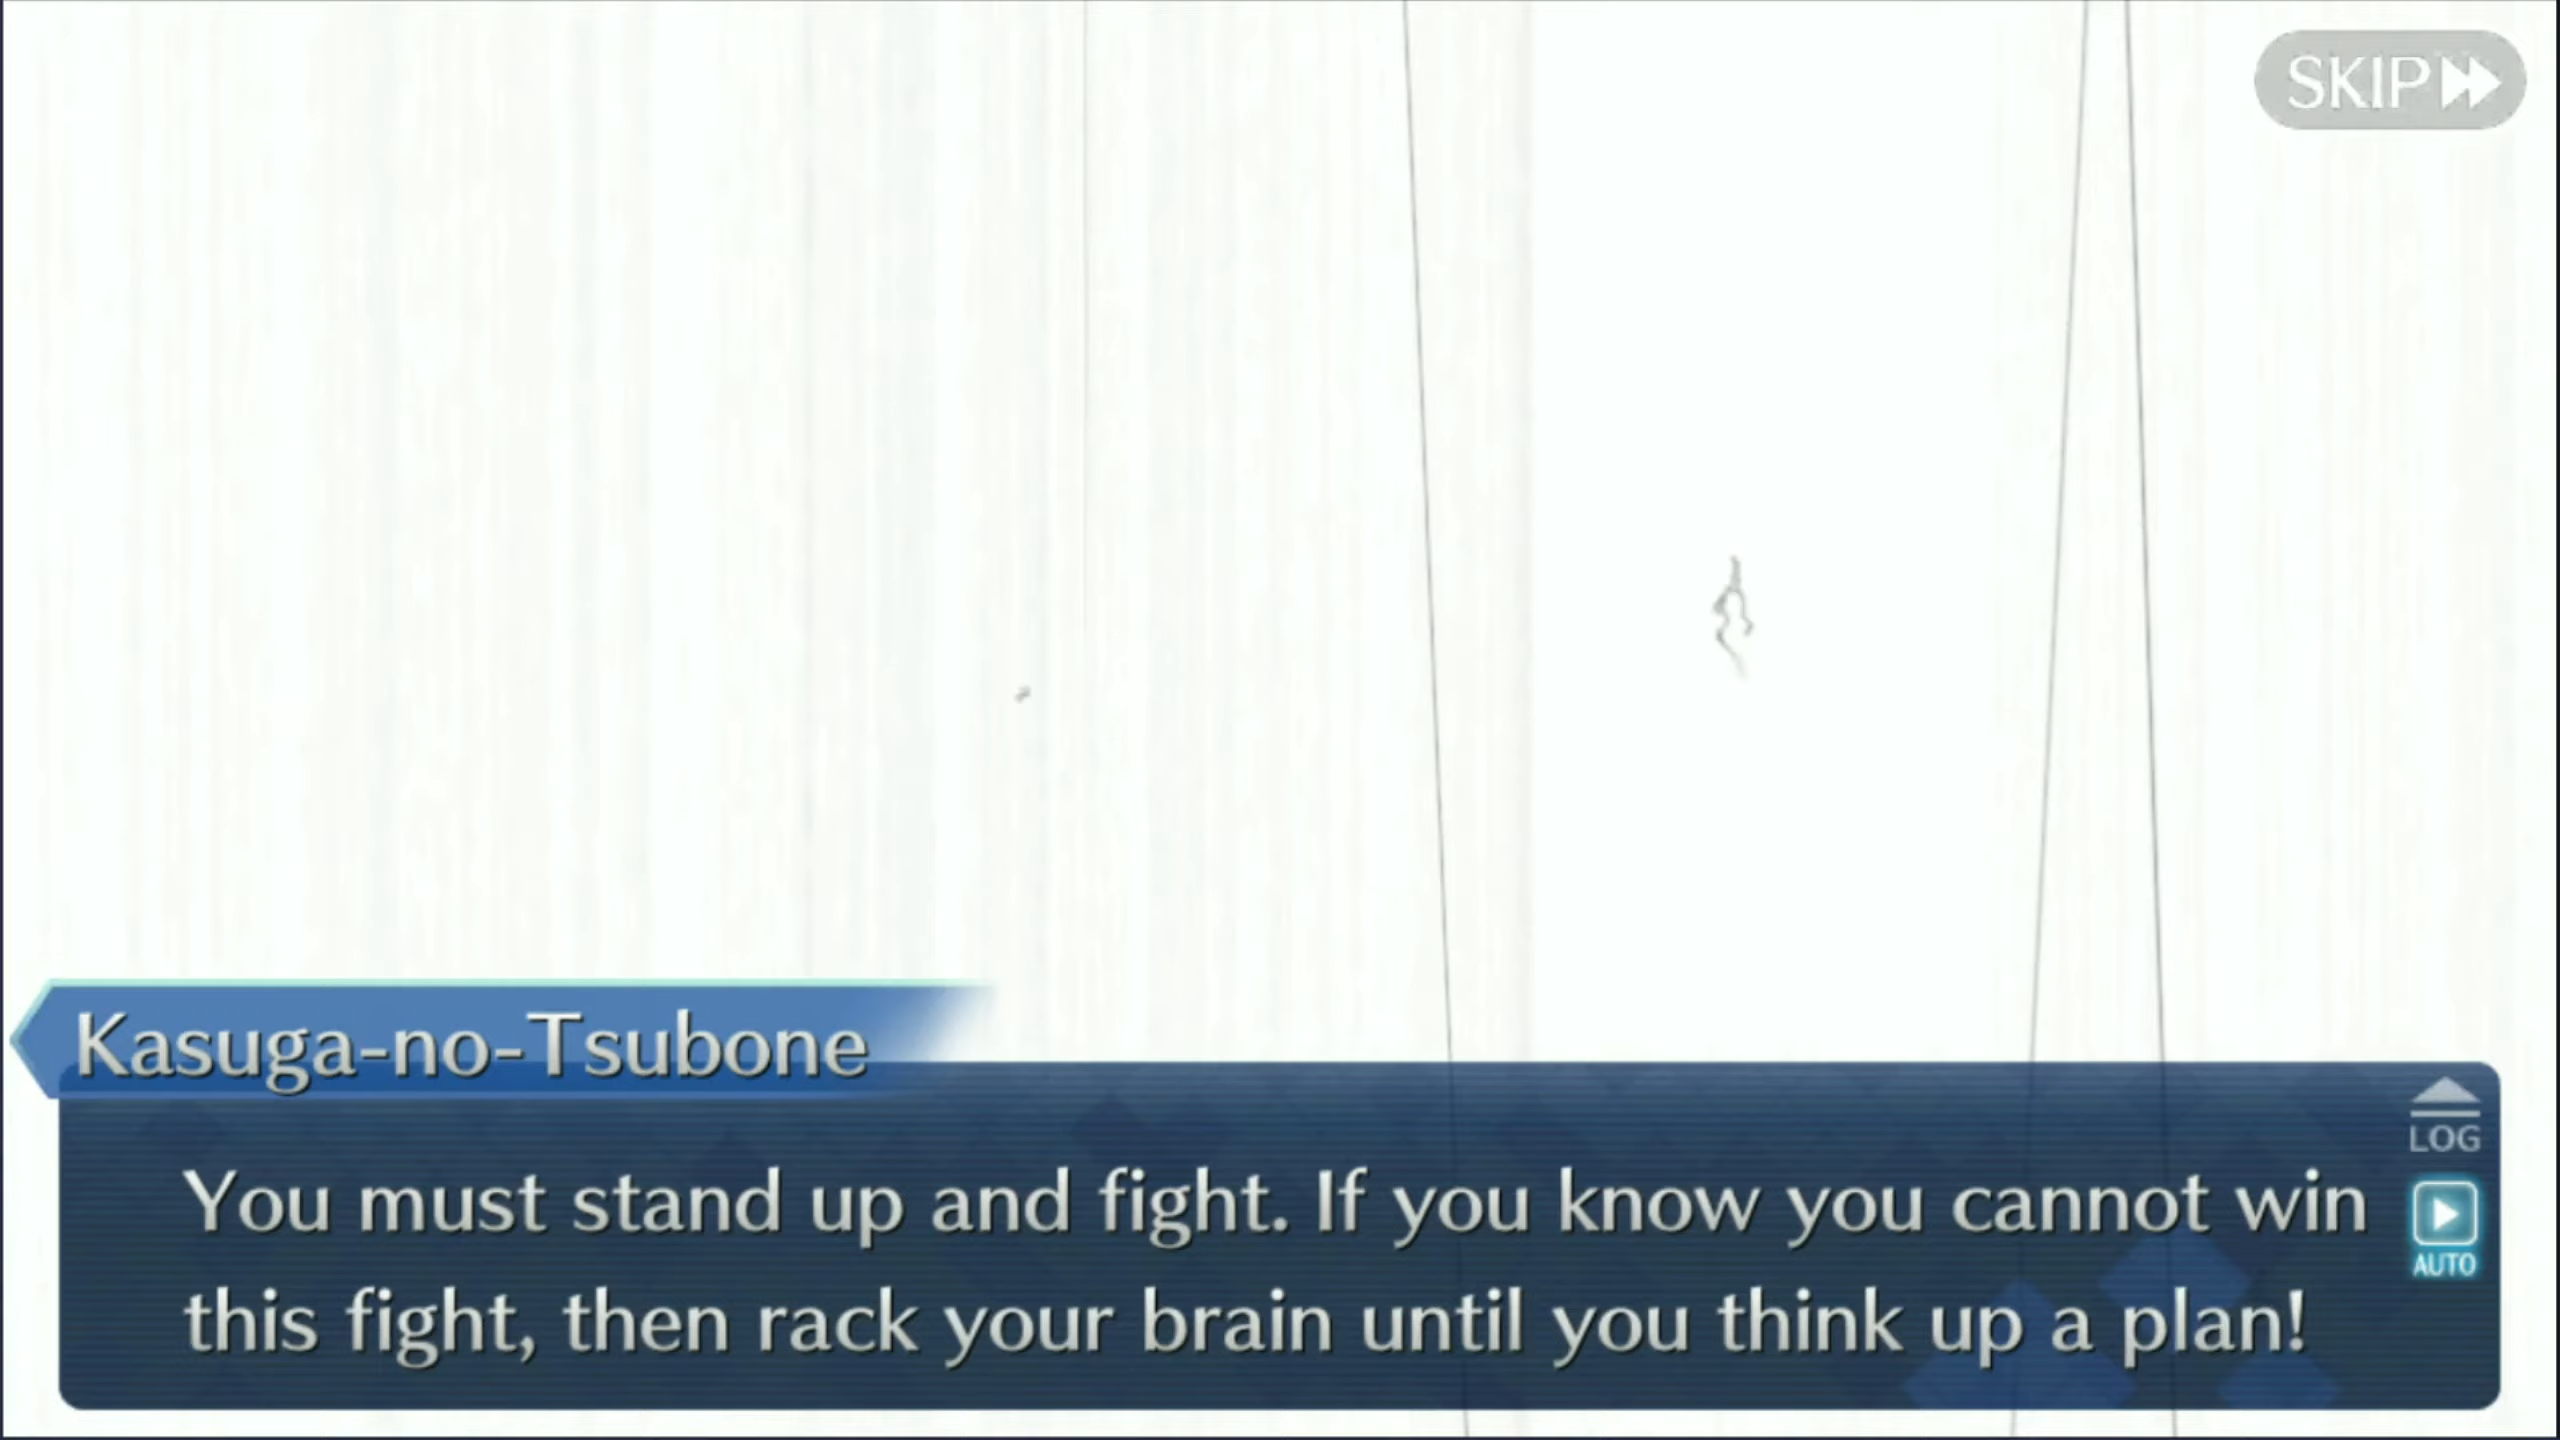 SKIP
Kasuga-no-Tsubone
LOG
You must stand up and fight. If you know you cannot win
AUTO
this fight, then rack your brain until you think up a plan!